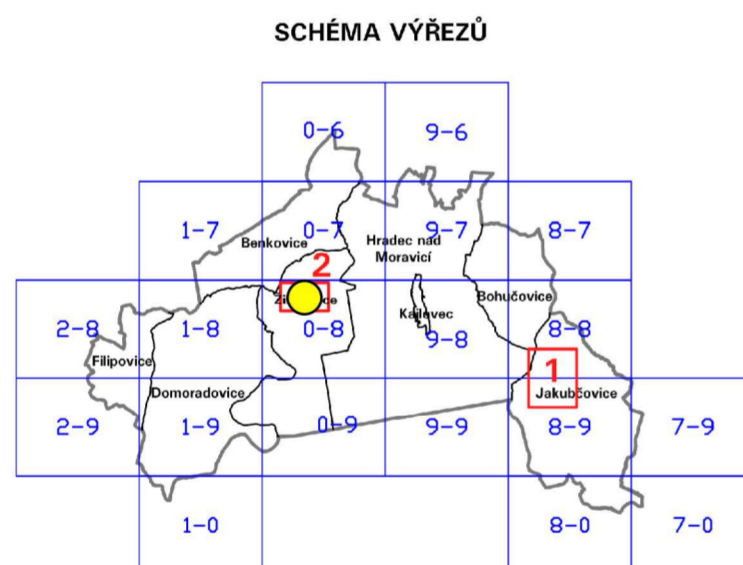 SCHÉMA VÝŘEZŮ
0-6
9-6
1-7
0-7
9-7
8-7
Benkovice
Hradec nad
Moravicí
2
Bohučovice
Kajlovec
2-8
1-8
0-8
9-8
8-8
Filipovice
1
Domoradovice
Jakubčovice
2-9
1-9
0-9
9-9
8-9
7-9
1-0
8-0
7-0